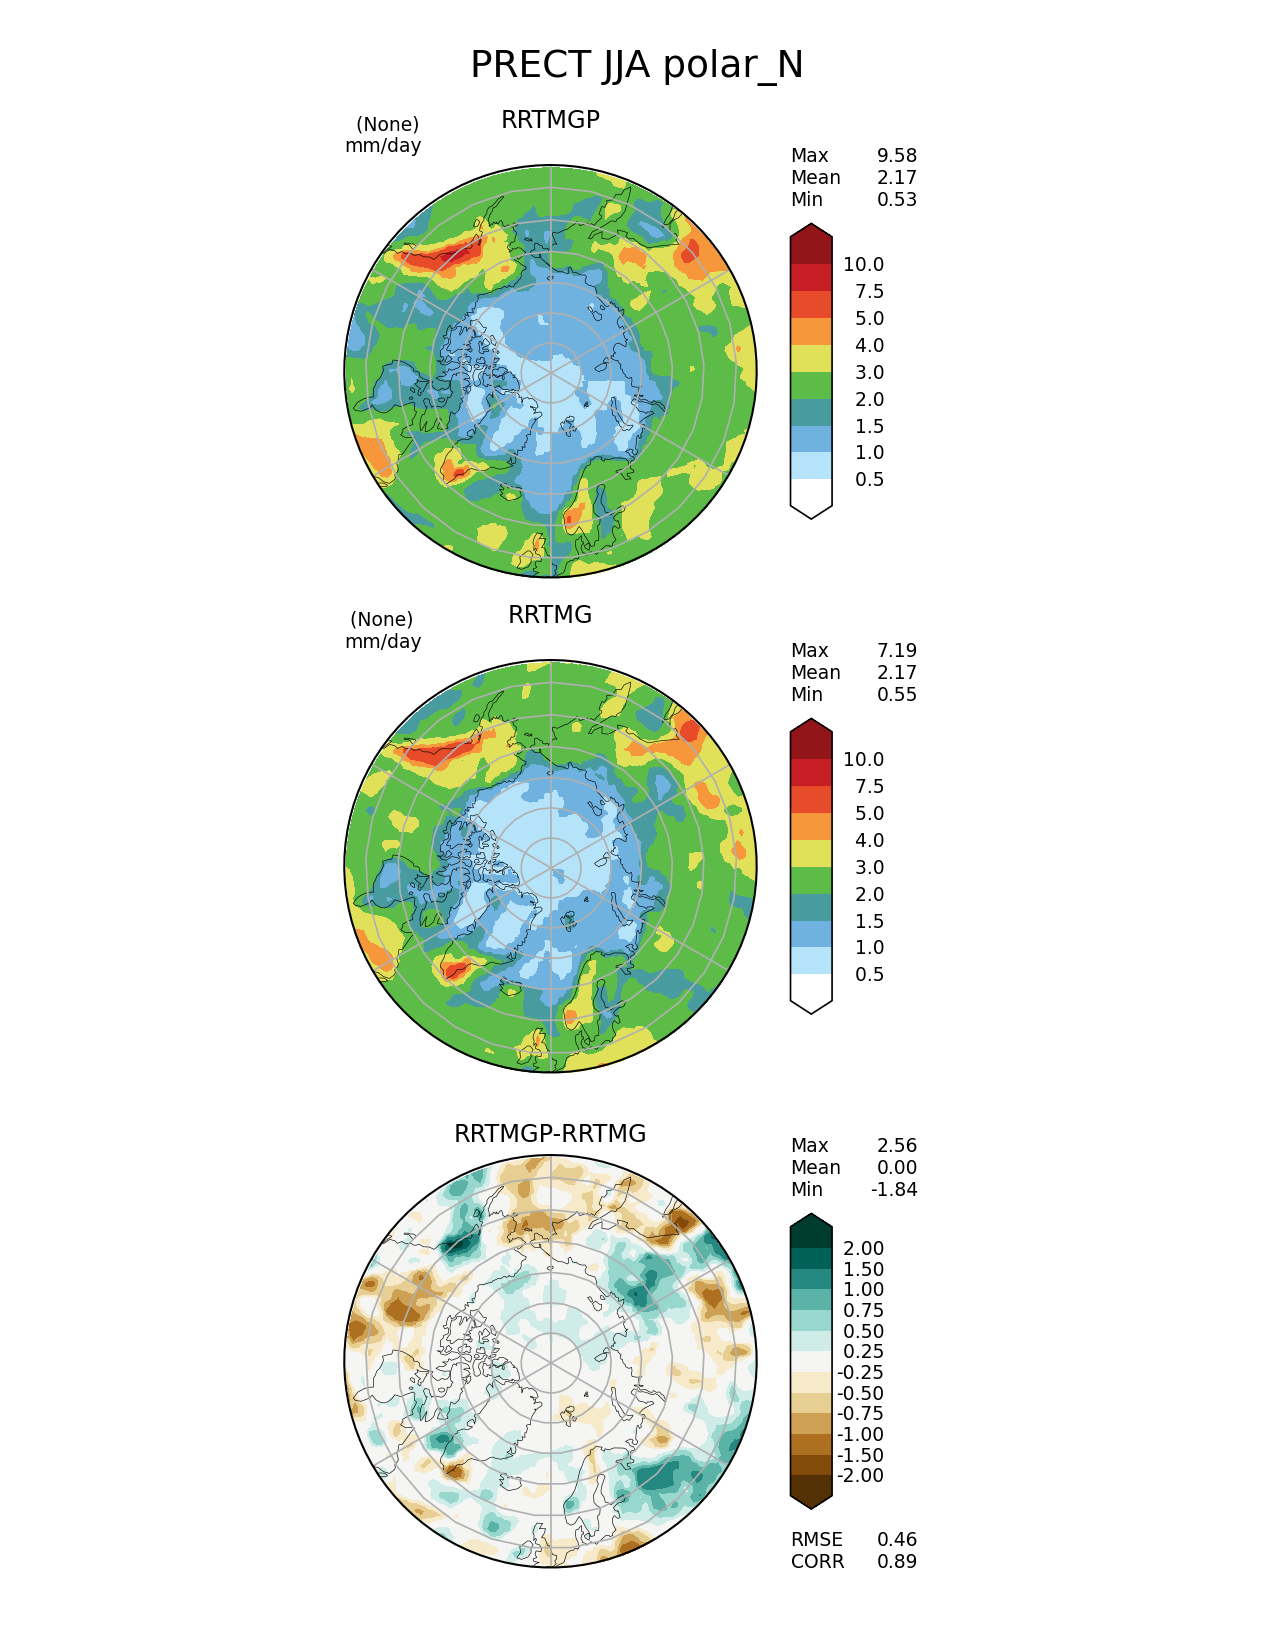 PRECT JJA polar_N
(None)
mm/day
RRTMGP
Max 9.58
Mean 2.17
Min 0.53
10.0
7.5
5.0
4.0
3.0
2.0
1.5
1.0
0.5
(None)
mm/day
RRTMG
Max 7.19
Mean 2.17
Min 0.55
10.0
7.5
5.0
4.0
3.0
2.0
1.5
1.0
0.5
RRTMGP-RRTMG
Max 2.56
Mean 0.00
Min -1.84
2.00
1.50
1.00
0.75
0.50
0.25
-0.25
-0.50
-0.75
-1.00
-1.50
-2.00
RMSE 0.46
CORR 0.89